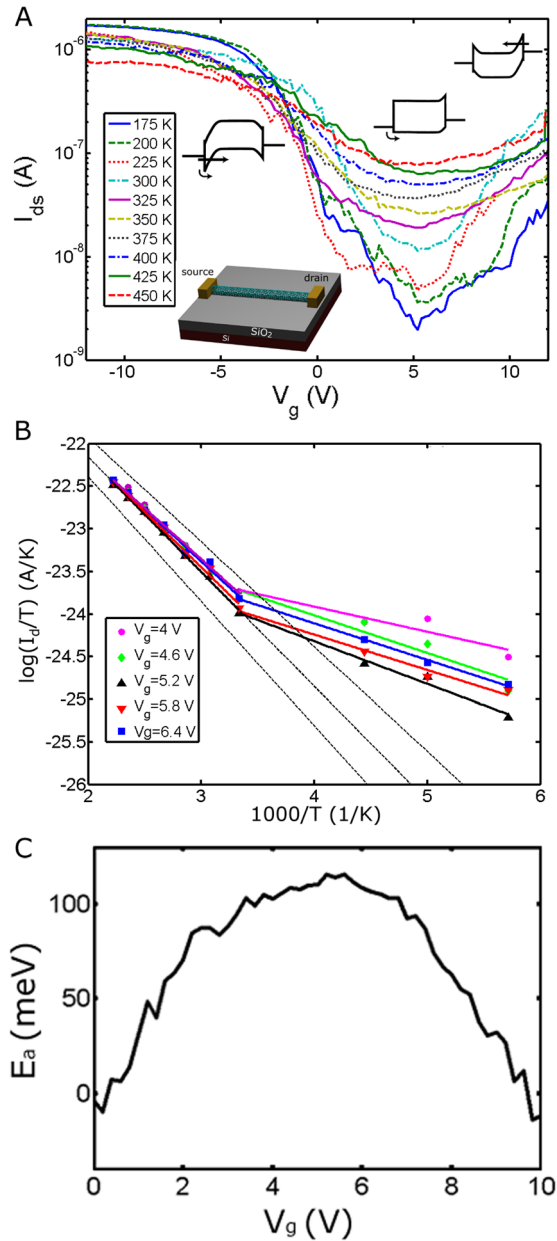 A
10^-6
10^-7
10^-8
10^-9
I_ds (A)
175 K
200 K
225 K
300 K
325 K
350 K
375 K
400 K
425 K
450 K
source
drain
SiO_2
Si
-10
-5
0
5
10
V_g (V)
B
-22
-22.5
-23
-23.5
-24
-24.5
-25
-25.5
-26
log(I_d/T) (A/K)
V_g=4 V
V_g=4.6 V
V_g=5.2 V
V_g=5.8 V
Vg=6.4 V
2
3
4
5
6
1000/T (1/K)
C
100
50
0
E_a (meV)
0
2
4
6
8
10
V_g (V)